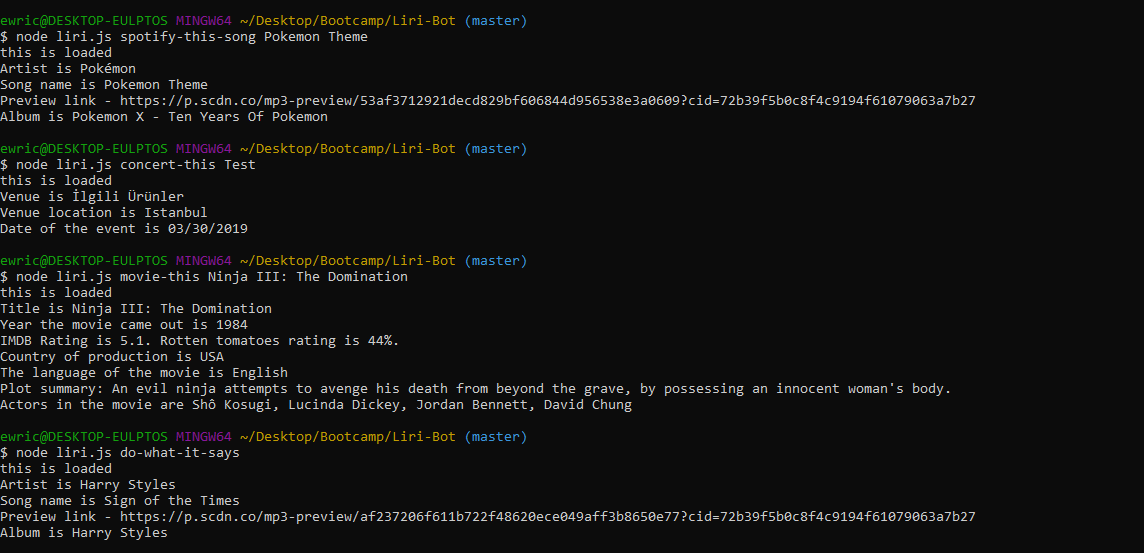 ewric@DESKTOP-EULPTOS MINGW64 ~/Desktop/Bootcamp/Liri-Bot (master)
$ node liri.js spotify-this-song Pokemon Theme
this is loaded
Artist is Pokémon
Song name is Pokemon Theme
Preview link - https://p.scdn.co/mp3-preview/53af3712921decd829bf606844d956538e3a0609?cid=72b39f5b0c8f4c9194f61079063a7b27
Album is Pokemon X - Ten Years Of Pokemon
ewric@DESKTOP-EULPTOS MINGW64 ~/Desktop/Bootcamp/Liri-Bot (master)
$ node liri.js concert-this Test
this is loaded
Venue is İlgili Ürünler
Venue location is Istanbul
Date of the event is 03/30/2019
ewric@DESKTOP-EULPTOS MINGW64 ~/Desktop/Bootcamp/Liri-Bot (master)
$ node liri.js movie-this Ninja III: The Domination
this is loaded
Title is Ninja III: The Domination
Year the movie came out is 1984
IMDB Rating is 5.1. Rotten tomatoes rating is 44%.
Country of production is USA
The language of the movie is English
Plot summary: An evil ninja attempts to avenge his death from beyond the grave, by possessing an innocent woman's body.
Actors in the movie are Shô Kosugi, Lucinda Dickey, Jordan Bennett, David Chung
ewric@DESKTOP-EULPTOS MINGW64 ~/Desktop/Bootcamp/Liri-Bot (master)
$ node liri.js do-what-it-says
this is loaded
Artist is Harry Styles
Song name is Sign of the Times
Preview link - https://p.scdn.co/mp3-preview/af237206f611b722f48620ece049aff3b8650e77?cid=72b39f5b0c8f4c9194f61079063a7b27
Album is Harry Styles